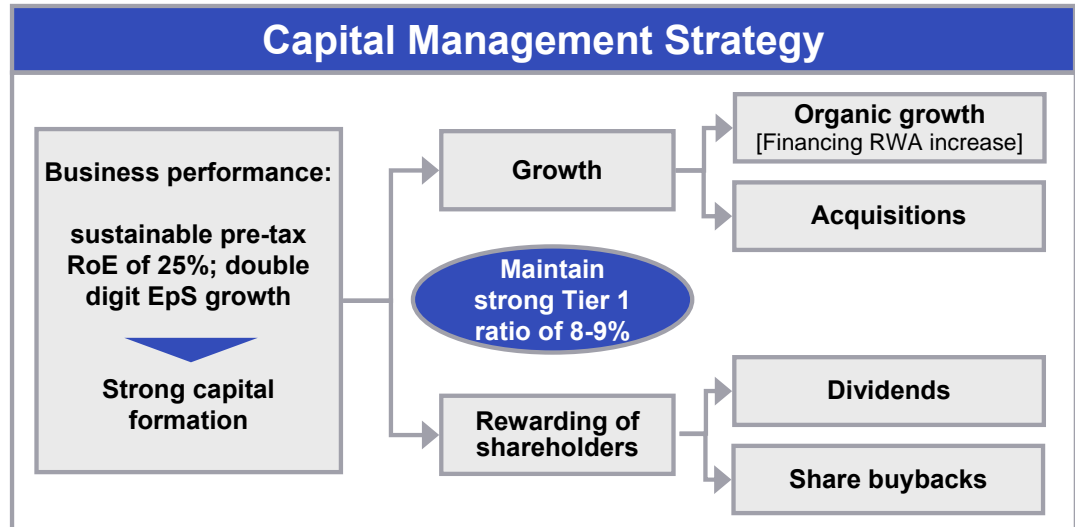 Capital Management Strategy
Business performance:
sustainable pre-tax
RoE of 25%; double
digit EpS growth
Strong capital
formation
Growth
Organic growth
[Financing RWA increase]
Acquisitions
Maintain
strong Tier 1
ratio of 8-9%
Rewarding of
shareholders
Dividends
Share buybacks